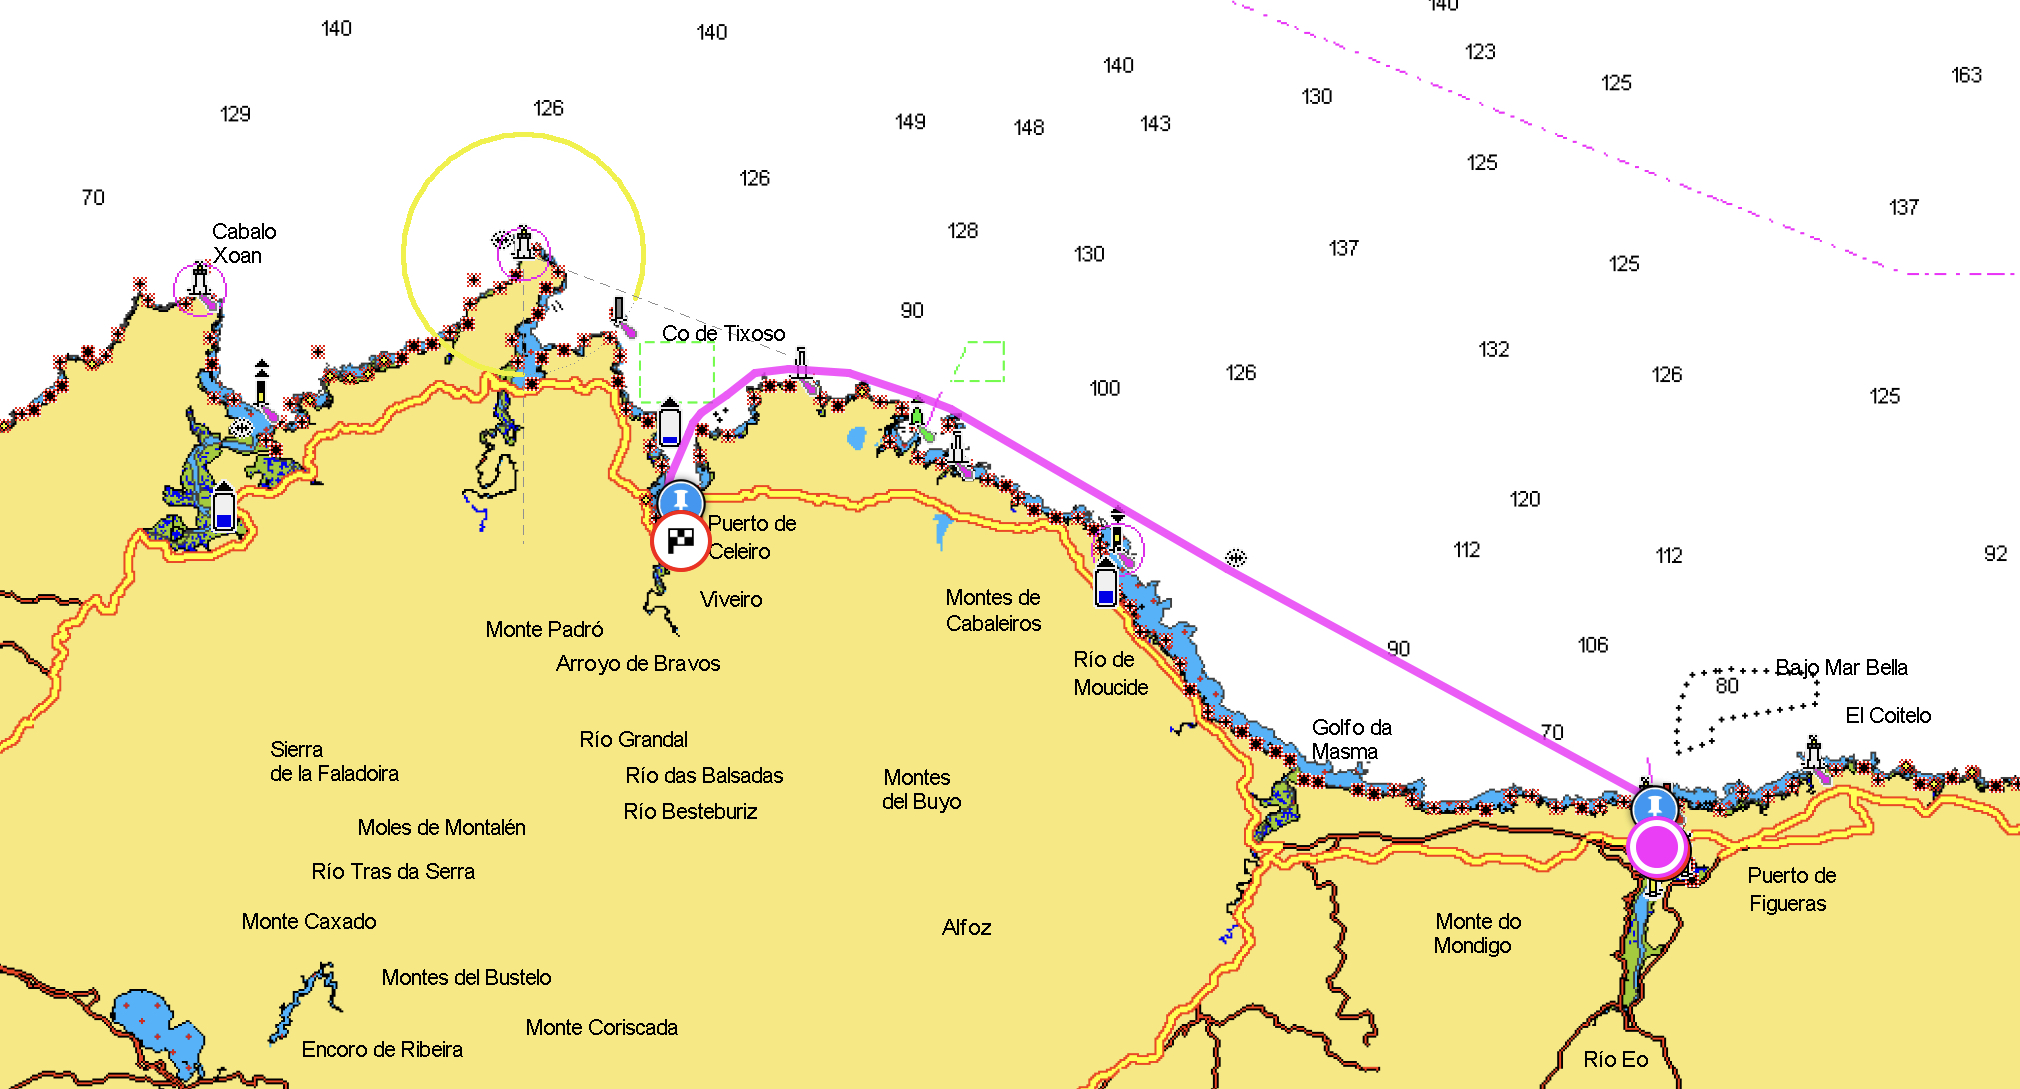 140
140
140
140
123
125
163
129
126
149
148
143
130
125
126
70
137
Cabalo
Xoan
128
130
137
125
90
Co de Tixoso
132
126
100
126
125
120
Puerto de
Celeiro
112
112
92
Viveiro
Montes de
Cabaleiros
Monte Padró
Arroyo de Bravos
Río de
Moucide
90
106
Bajo Mar Bella
80
El Coitelo
Golfo da
Masma
70
Río Grandal
Sierra
de la Faladoira
Río das Balsadas
Montes
del Buyo
Río Besteburiz
Moles de Montalén
Río Tras da Serra
Puerto de
Figueras
Monte Caxado
Alfoz
Monte do
Mondigo
Montes del Bustelo
Monte Coriscada
Encoro de Ribeira
Río Eo